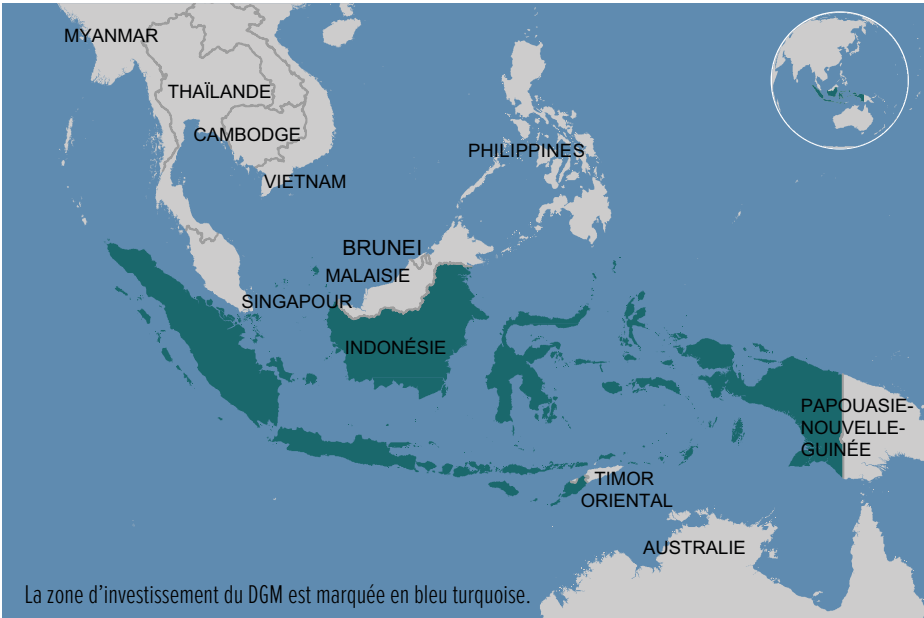 MYANMAR
THAÏLANDE
CAMBODGE
VIETNAM
PHILIPPINES
BRUNEI
MALAISIE
SINGAPOUR
INDONÉSIE
PAPOUASIE-
NOUVELLE-
GUINÉE
TIMOR
ORIENTAL
AUSTRALIE
La zone d’investissement du DGM est marquée en bleu turquoise.